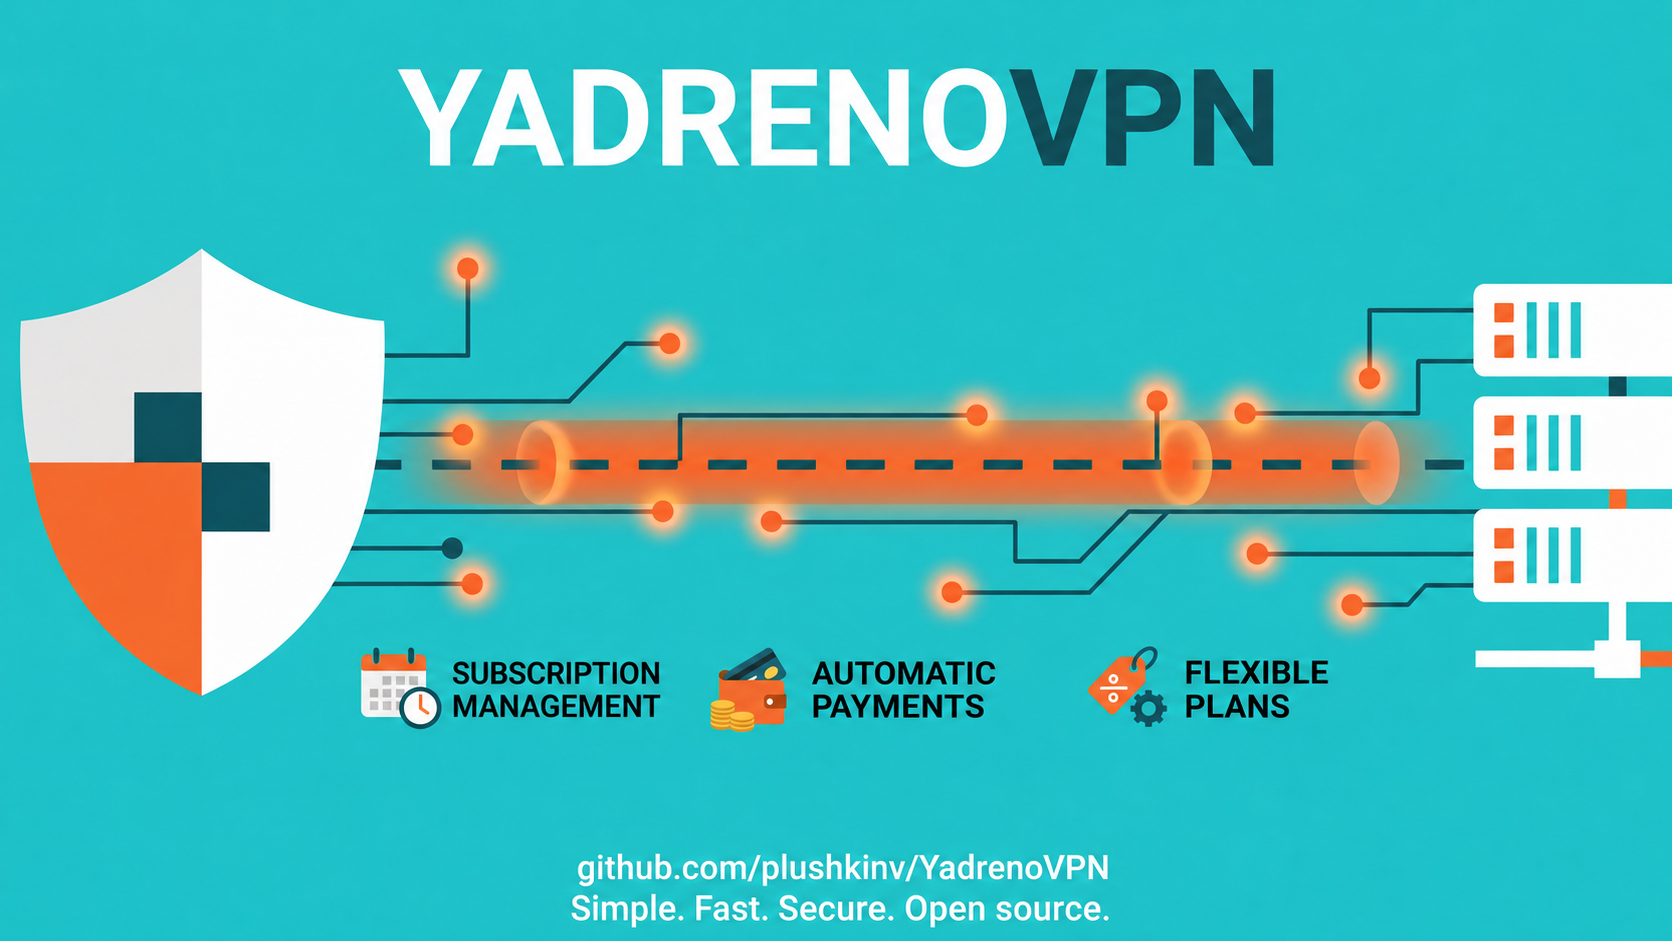 YADRENOVPN
SUBSCRIPTION
MANAGEMENT
AUTOMATIC
PAYMENTS
FLEXIBLE
PLANS
github.com/plushkinv/YadrenoVPN
Simple. Fast. Secure. Open source.